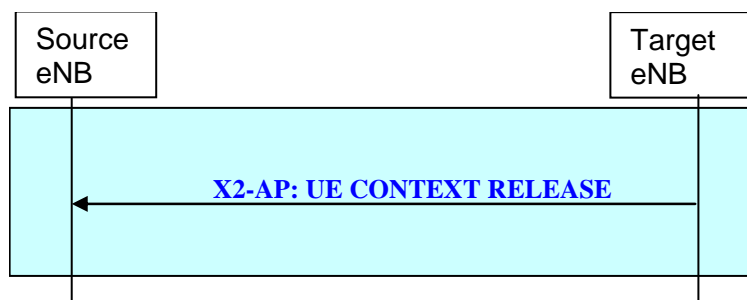 Source
eNB
Target
eNB
X2-AP: UE CONTEXT RELEASE